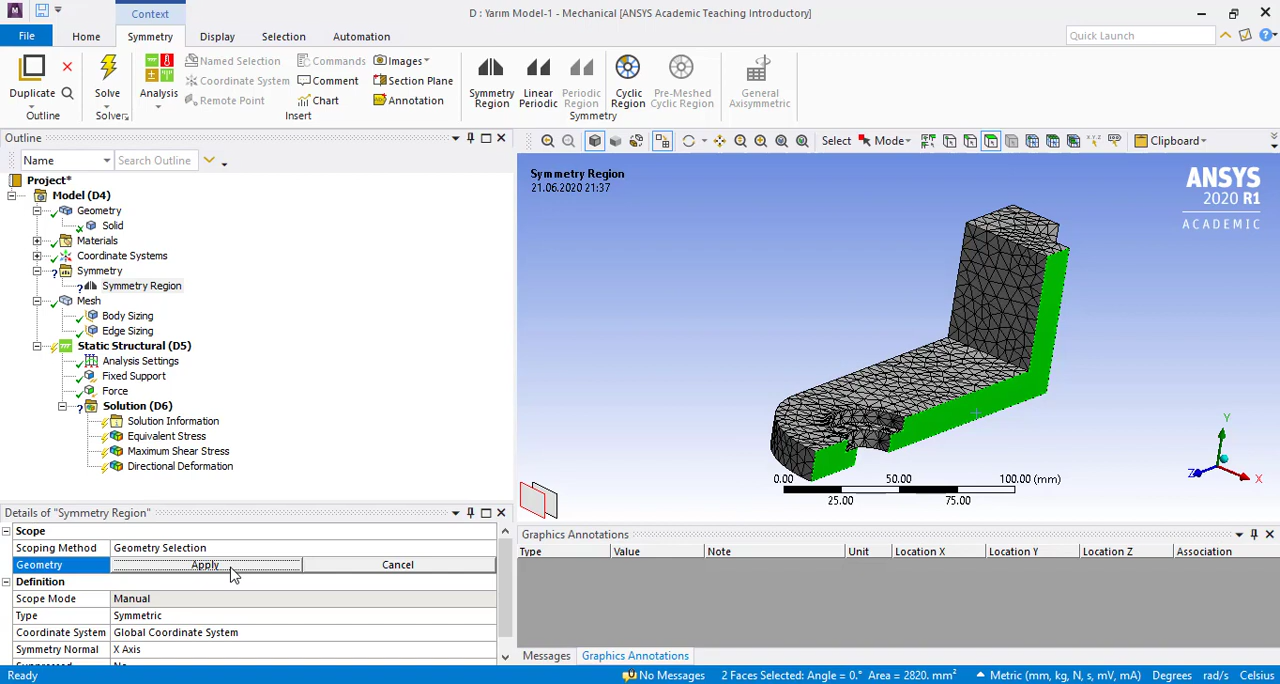 D : Yarım Model-1 - Mechanical [ANSYS Academic Teaching Introductory]
Context
File
Home
Symmetry
Display
Selection
Automation
Quick Launch
Duplicate
Outline
Solve
Solvers
Analysis
Named Selection
Coordinate System
Remote Point
Commands
Comment
Chart
Images
Section Plane
Annotation
Insert
Symmetry Region
Linear Periodic
Periodic Region
Cyclic Region
Pre-Meshed Cyclic Region
General Axisymmetric
Symmetry
Outline
Name
Search Outline
Select
Mode
Clipboard
Project*
Model (D4)
Geometry
Solid
Materials
Coordinate Systems
Symmetry
Symmetry Region
Mesh
Body Sizing
Edge Sizing
Static Structural (D5)
Analysis Settings
Fixed Support
Force
Solution (D6)
Solution Information
Equivalent Stress
Maximum Shear Stress
Directional Deformation
Symmetry Region
21.06.2020 21:37
ANSYS
2020 R1
ACADEMIC
0.00
50.00
100.00 (mm)
25.00
75.00
Y
Z
X
Details of "Symmetry Region"
Scope
Scoping Method Geometry Selection
Geometry Apply Cancel
Definition
Scope Mode Manual
Type Symmetric
Coordinate System Global Coordinate System
Symmetry Normal X Axis
Graphics Annotations
Type Value Note Unit Location X Location Y Location Z Association
Messages Graphics Annotations
Ready
No Messages
2 Faces Selected: Angle = 0.° Area = 2820. mm²
Metric (mm, kg, N, s, mV, mA)
Degrees
rad/s
Celsius